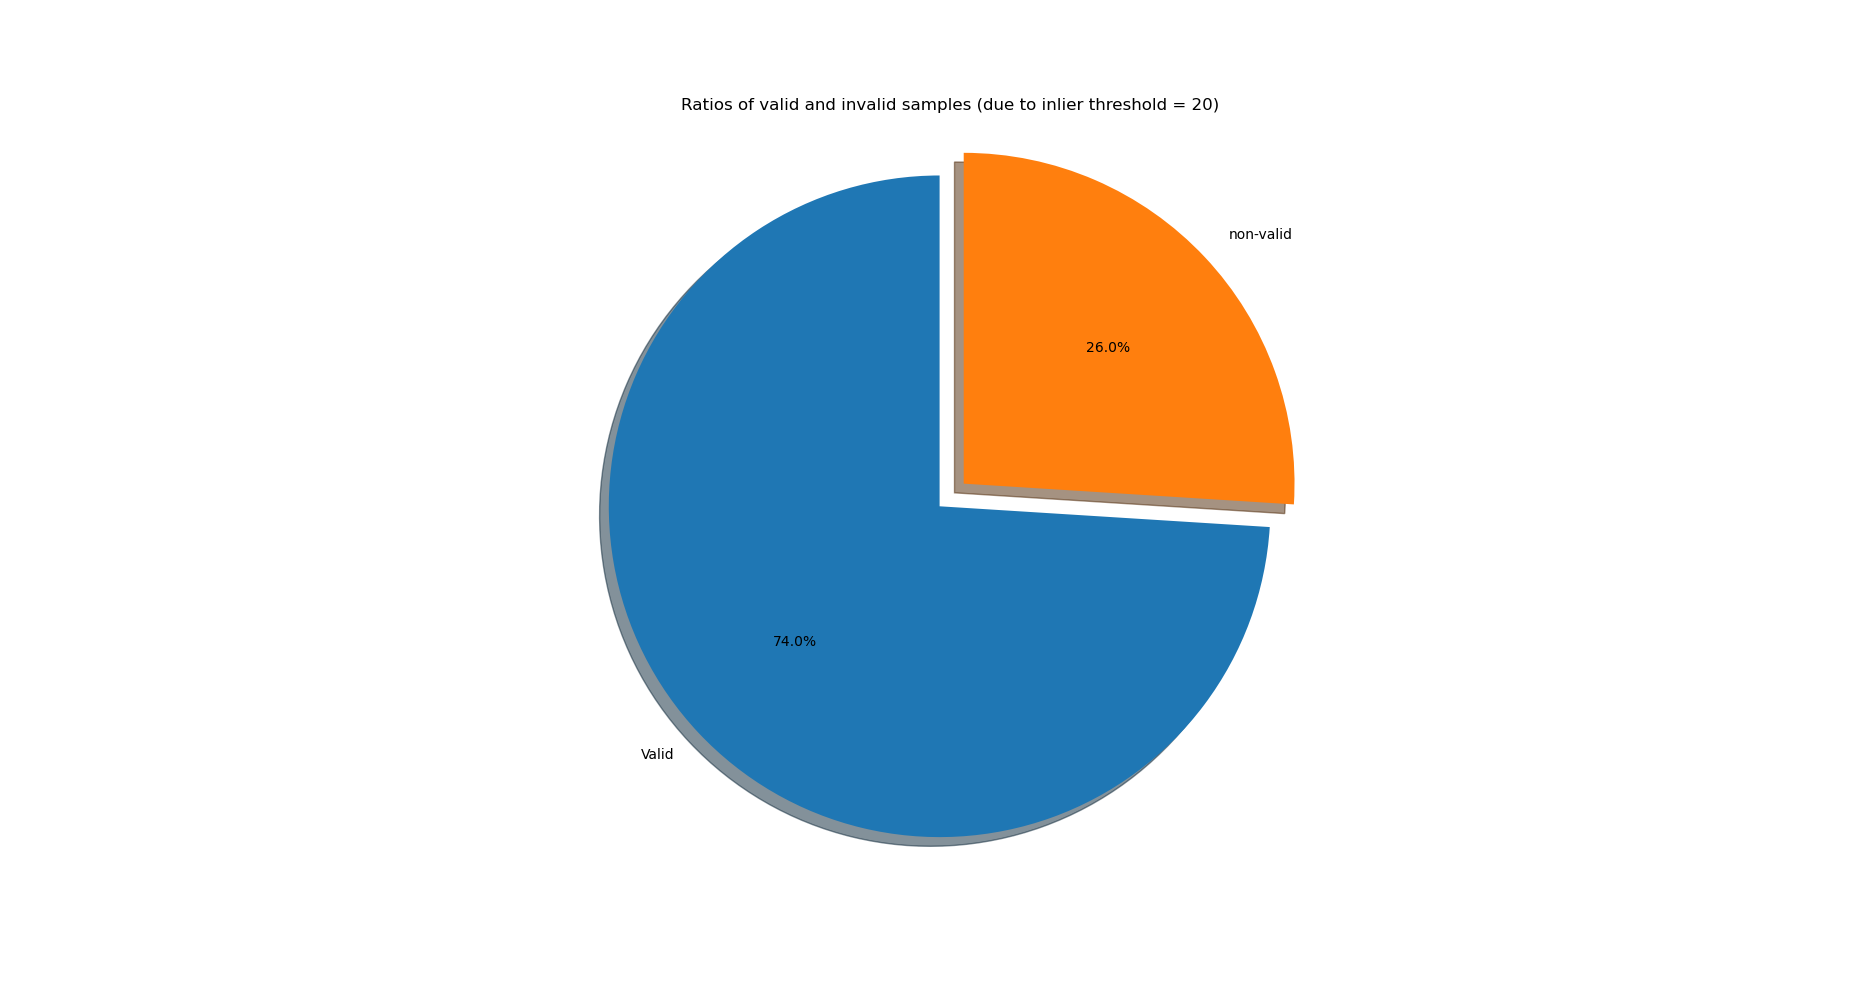 Ratios of valid and invalid samples (due to inlier threshold = 20)
non-valid
26.0%
74.0%
Valid